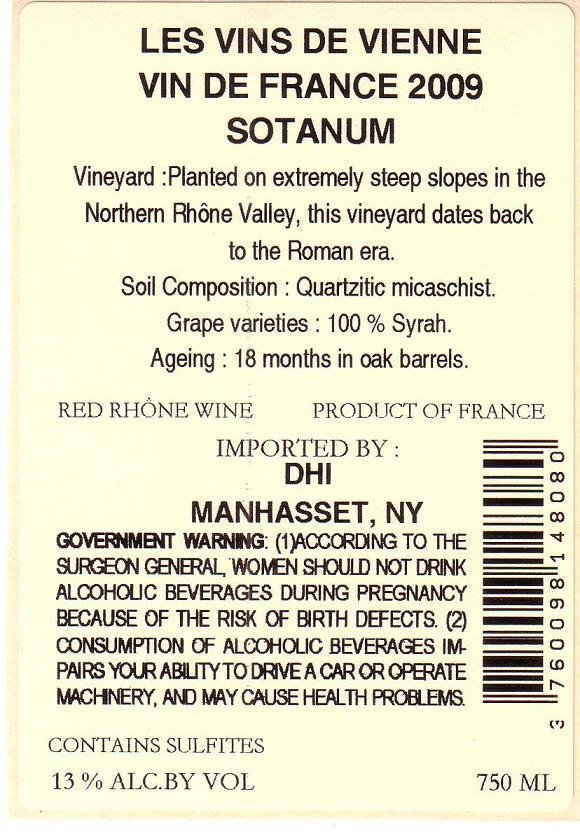 LES VINS DE VIENNE
VIN DE FRANCE 2009
SOTANUM
Vineyard :Planted on extremely steep slopes in the
Northern Rhône Valley, this vineyard dates back
to the Roman era.
Soil Composition : Quartzitic micaschist.
Grape varieties : 100 % Syrah.
Ageing : 18 months in oak barrels.
RED RHÔNE WINE PRODUCT OF FRANCE
IMPORTED BY :
DHI
MANHASSET, NY
GOVERNMENT WARNING: (1)ACCORDING TO THE
SURGEON GENERAL, WOMEN SHOULD NOT DRINK
ALCOHOLIC BEVERAGES DURING PREGNANCY
BECAUSE OF THE RISK OF BIRTH DEFECTS. (2)
CONSUMPTION OF ALCOHOLIC BEVERAGES IM-
PAIRS YOUR ABILITY TO DRIVE A CAR OR OPERATE
MACHINERY, AND MAY CAUSE HEALTH PROBLEMS.
3 760098 148080
CONTAINS SULFITES
13 % ALC.BY VOL 750 ML